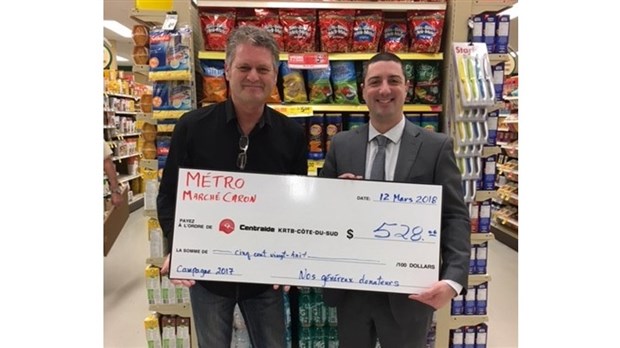 MÉTRO
MARCHÉ CARON
DATE: 12 Mars 2018
PAYEZ
À L'ORDRE DE Centraide KRTB-CÔTE-DU-SUD $ 528.
LA SOMME DE cinq cent vingt-huit /100 DOLLARS
Campagne 2017 Nos généreux donateurs